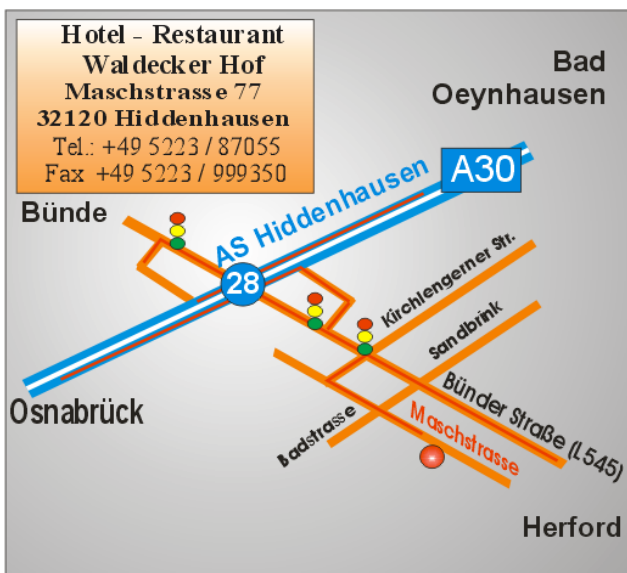 Hotel - Restaurant
Waldecker Hof
Maschstrasse 77
32120 Hiddenhausen
Tel.: +49 5223 / 87055
Fax +49 5223 / 999350
Bad
Oeynhausen
A30
Bünde
AS Hiddenhausen
28
Kirchlengerner Str.
Sandbrink
Osnabrück
Badstrasse
Maschstrasse
Bünder Straße (L545)
Herford